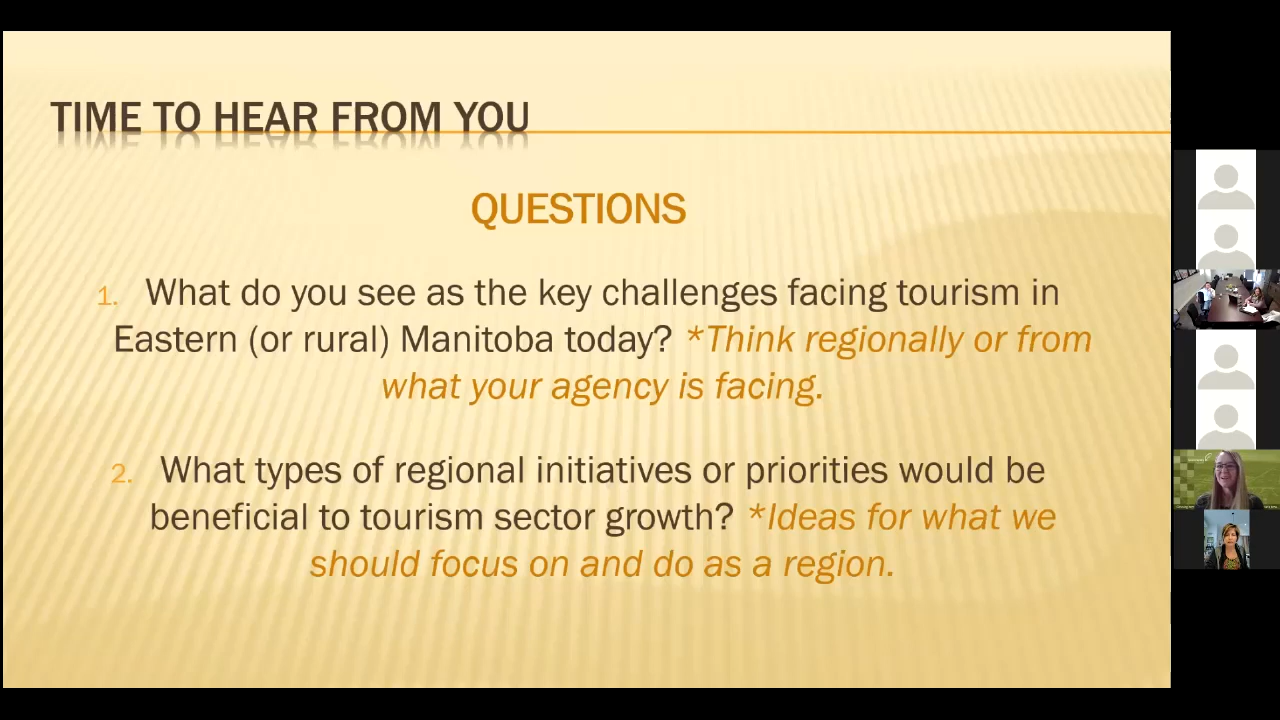 TIME TO HEAR FROM YOU
QUESTIONS
1. What do you see as the key challenges facing tourism in
Eastern (or rural) Manitoba today? *Think regionally or from
what your agency is facing.
2. What types of regional initiatives or priorities would be
beneficial to tourism sector growth? *Ideas for what we
should focus on and do as a region.